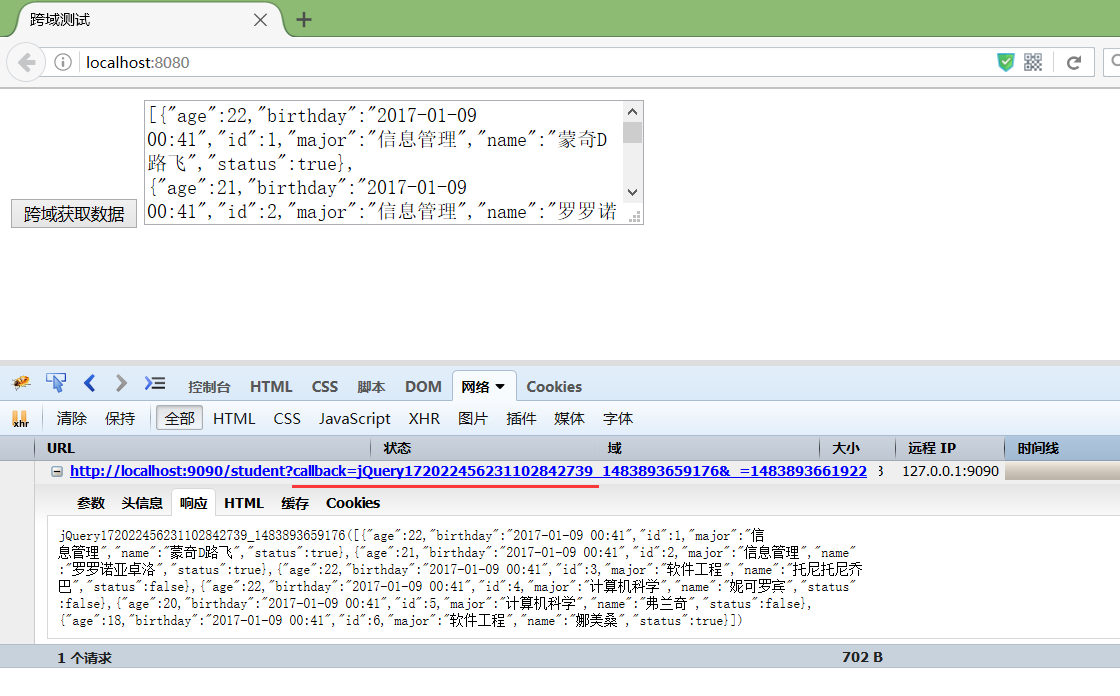 跨域测试
localhost:8080
[{"age":22,"birthday":"2017-01-09
00:41","id":1,"major":"信息管理","name":"蒙奇D
路飞","status":true},
{"age":21,"birthday":"2017-01-09
00:41","id":2,"major":"信息管理","name":"罗罗诺
跨域获取数据
控制台 HTML CSS 脚本 DOM 网络 Cookies
xhr 清除 保持 全部 HTML CSS JavaScript XHR 图片 插件 媒体 字体
URL 状态 域 大小 远程 IP 时间线
http://localhost:9090/student?callback=jQuery172022456231102842739_1483893659176&_=1483893661922 127.0.0.1:9090
参数 头信息 响应 HTML 缓存 Cookies
jQuery172022456231102842739_1483893659176([{"age":22,"birthday":"2017-01-09 00:41","id":1,"major":"信
息管理","name":"蒙奇D路飞","status":true},{"age":21,"birthday":"2017-01-09 00:41","id":2,"major":"信息管理","name"
:"罗罗诺亚卓洛","status":true},{"age":22,"birthday":"2017-01-09 00:41","id":3,"major":"软件工程","name":"托尼托尼乔
巴","status":false},{"age":22,"birthday":"2017-01-09 00:41","id":4,"major":"计算机科学","name":"妮可罗宾","status"
:false},{"age":20,"birthday":"2017-01-09 00:41","id":5,"major":"计算机科学","name":"弗兰奇","status":false},
{"age":18,"birthday":"2017-01-09 00:41","id":6,"major":"软件工程","name":"娜美桑","status":true}])
1 个请求 702 B